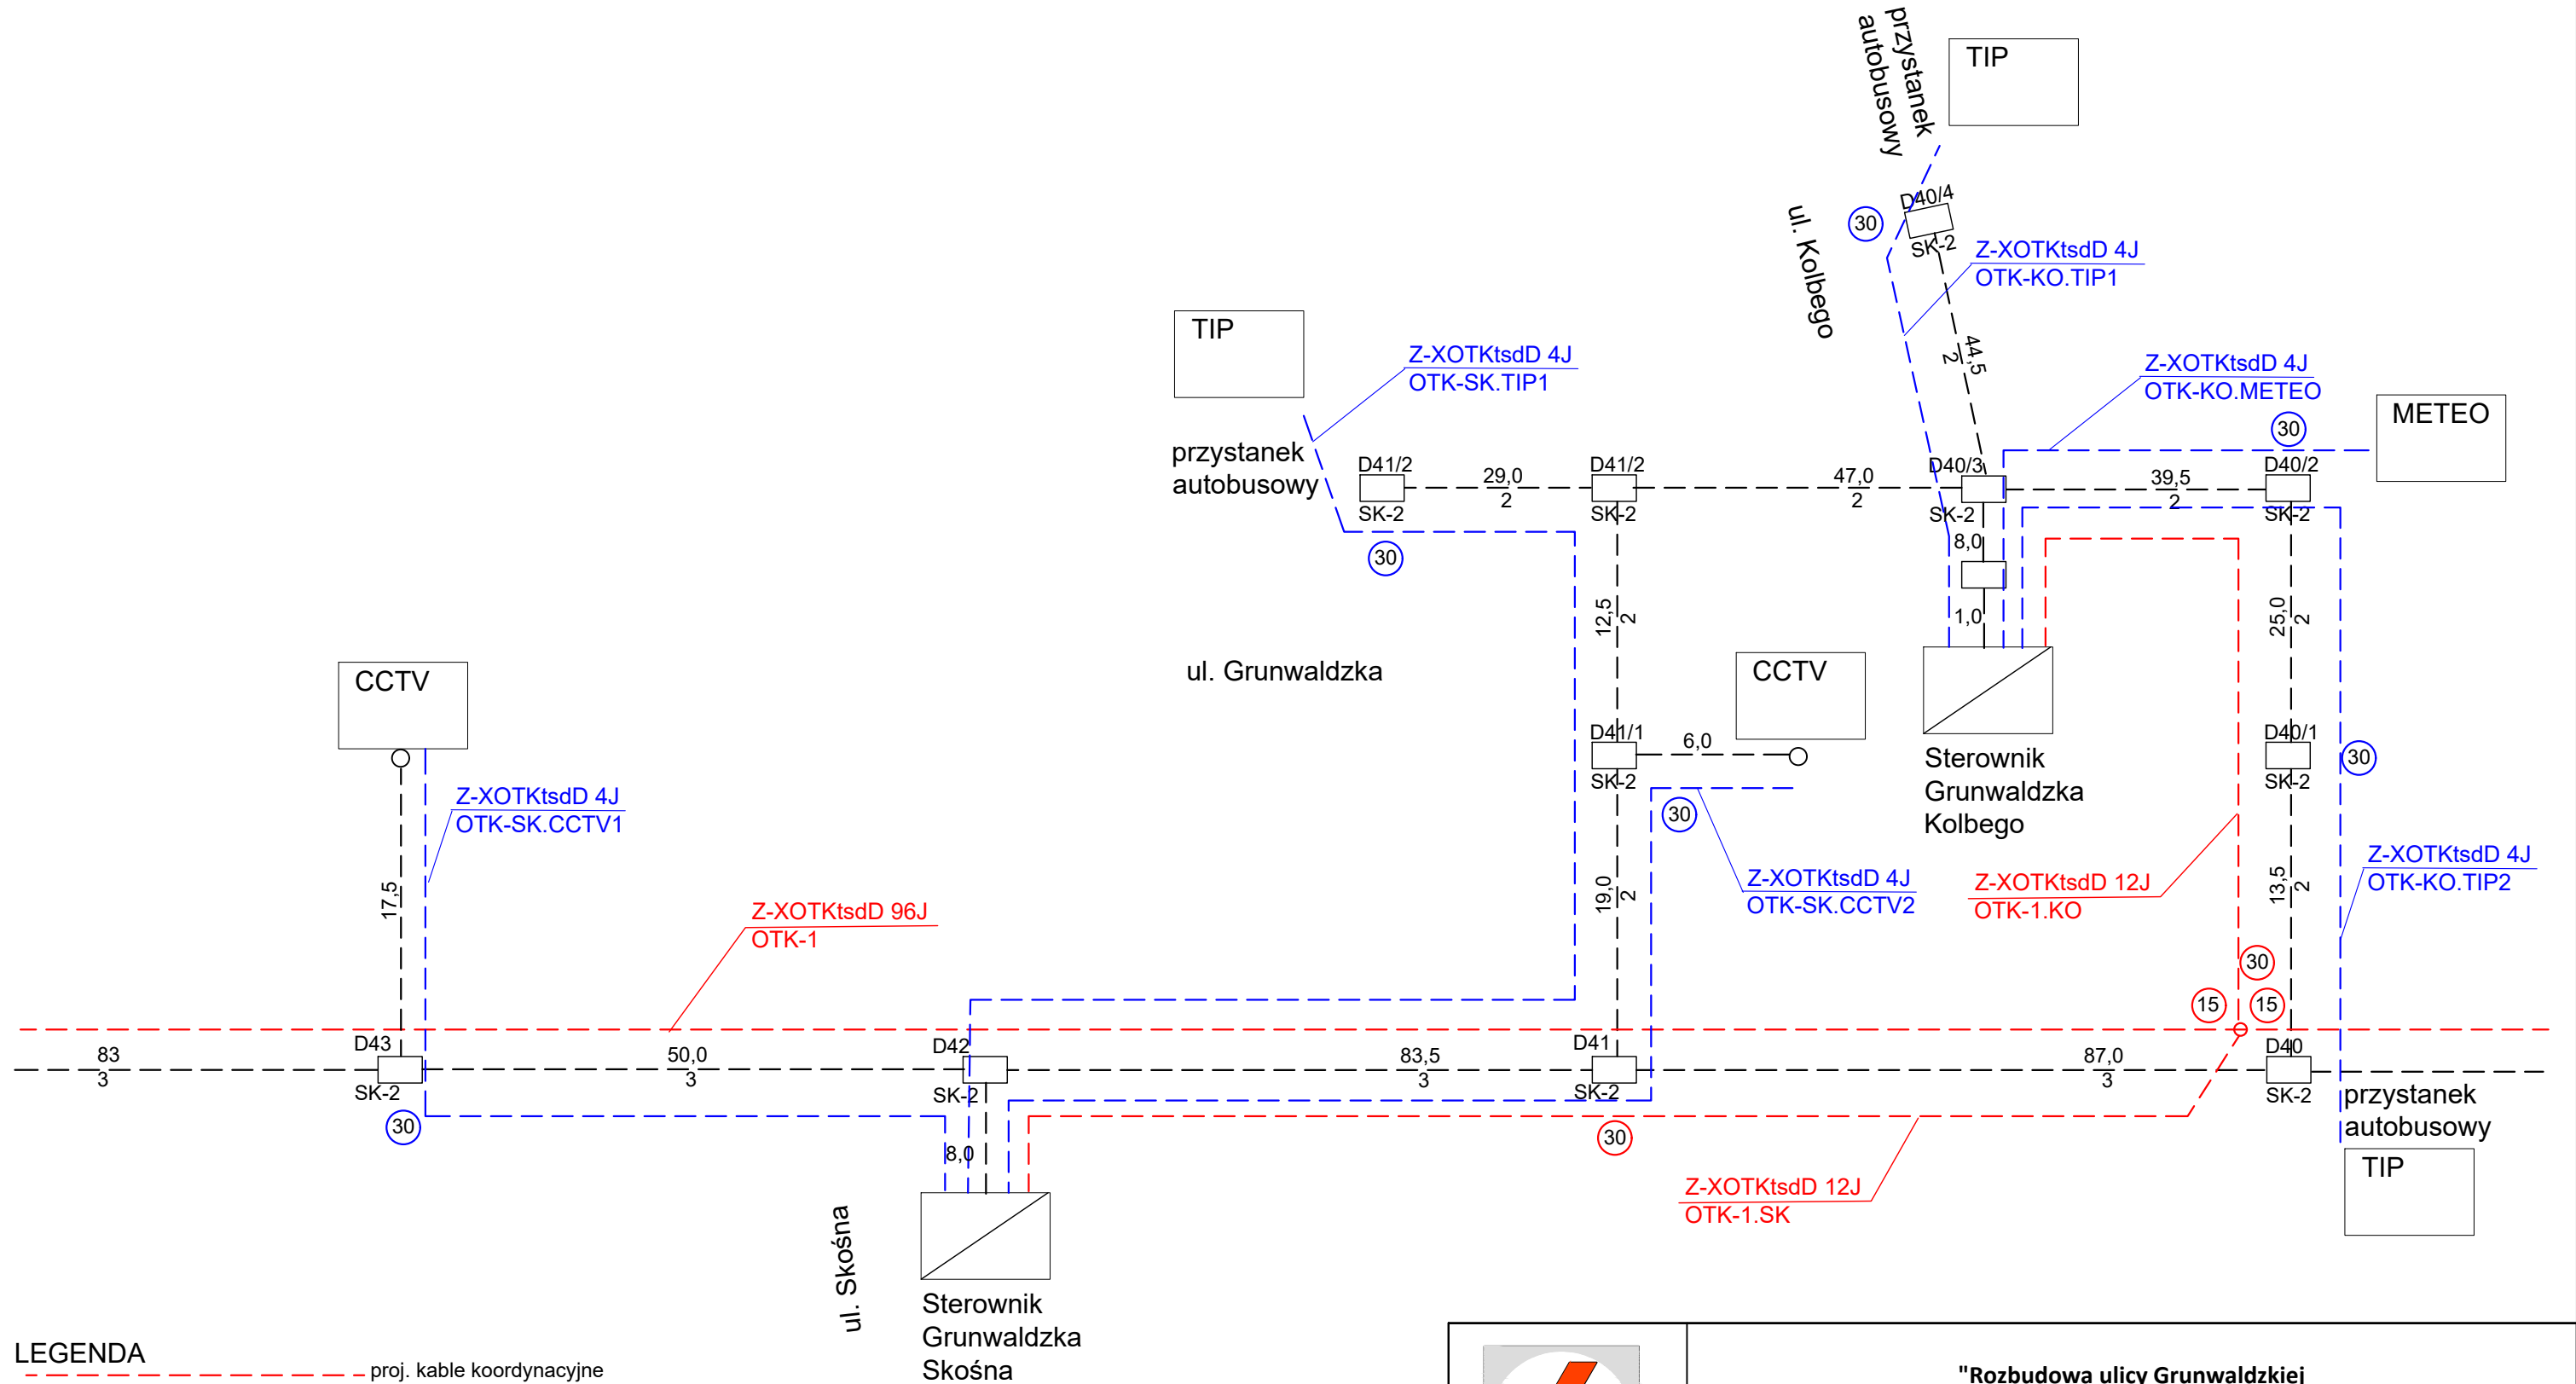 przystanek
autobusowy
TIP
D40/4
30
SK-2
ul. Kolbego
Z-XOTKtsdD 4J
OTK-KO.TIP1
TIP
Z-XOTKtsdD 4J
OTK-SK.TIP1
44,5
2
Z-XOTKtsdD 4J
OTK-KO.METEO
METEO
30
przystanek
autobusowy
D41/2
SK-2
29,0
2
D41/2
SK-2
47,0
2
D40/3
SK-2
39,5
2
D40/2
SK-2
30
8,0
1,0
12,5
2
25,0
2
ul. Grunwaldzka
CCTV
CCTV
D41/1
SK-2
6,0
D40/1
SK-2
30
Sterownik
Grunwaldzka
Kolbego
Z-XOTKtsdD 4J
OTK-SK.CCTV1
30
17,5
19,0
2
Z-XOTKtsdD 4J
OTK-SK.CCTV2
Z-XOTKtsdD 12J
OTK-1.KO
13,5
2
Z-XOTKtsdD 4J
OTK-KO.TIP2
Z-XOTKtsdD 96J
OTK-1
30
15
15
83
3
D43
SK-2
50,0
3
D42
SK-2
83,5
3
D41
SK-2
87,0
3
D40
SK-2
przystanek
autobusowy
30
30
8,0
TIP
Z-XOTKtsdD 12J
OTK-1.SK
ul. Skośna
Sterownik
Grunwaldzka
Skośna
LEGENDA
proj. kable koordynacyjne
"Rozbudowa ulicy Grunwaldzkiej